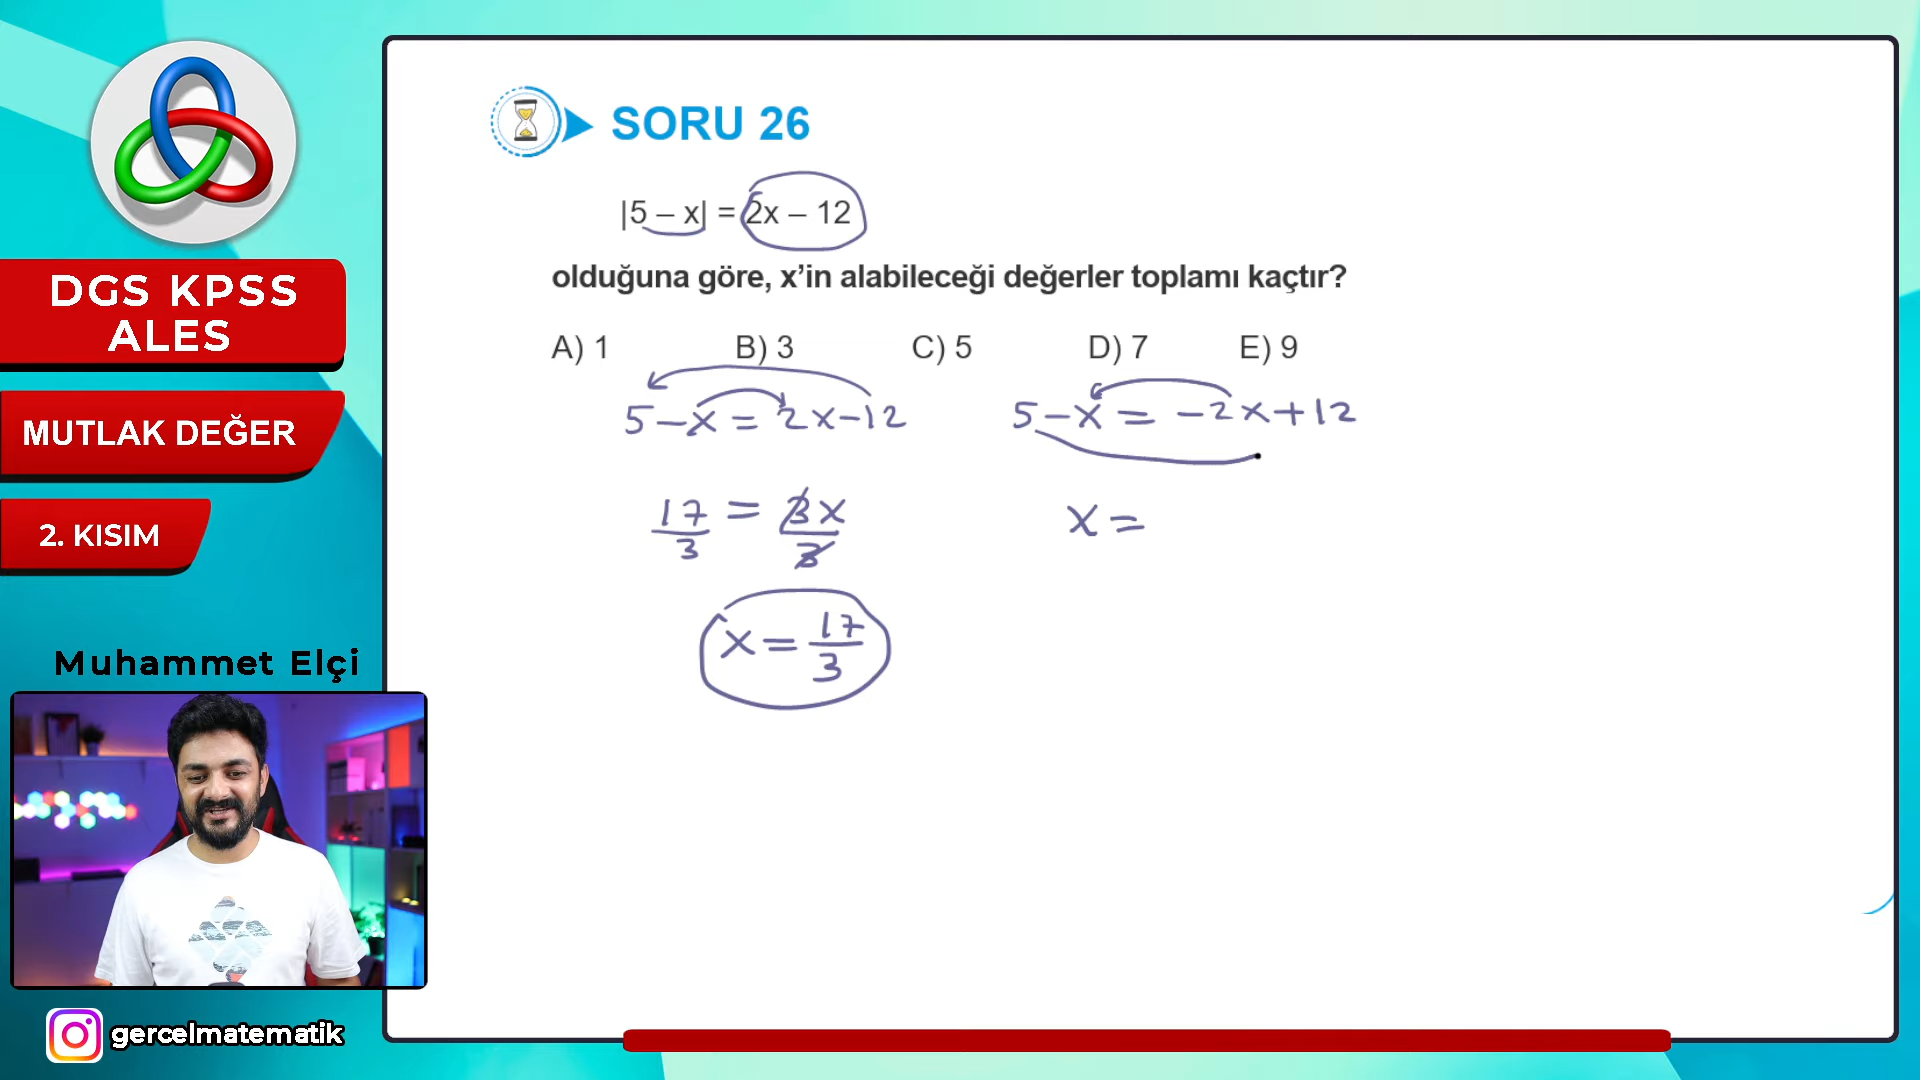 DGS KPSS
ALES
MUTLAK DEĞER
2. KISIM
Muhammet Elçi
gercelmatematik
SORU 26
|5 – x| = 2x – 12
olduğuna göre, x’in alabileceği değerler toplamı kaçtır?
A) 1 B) 3 C) 5 D) 7 E) 9
5 – x = 2x – 12
17/3 = 3x/3
x = 17/3
5 – x = -2x + 12
x =